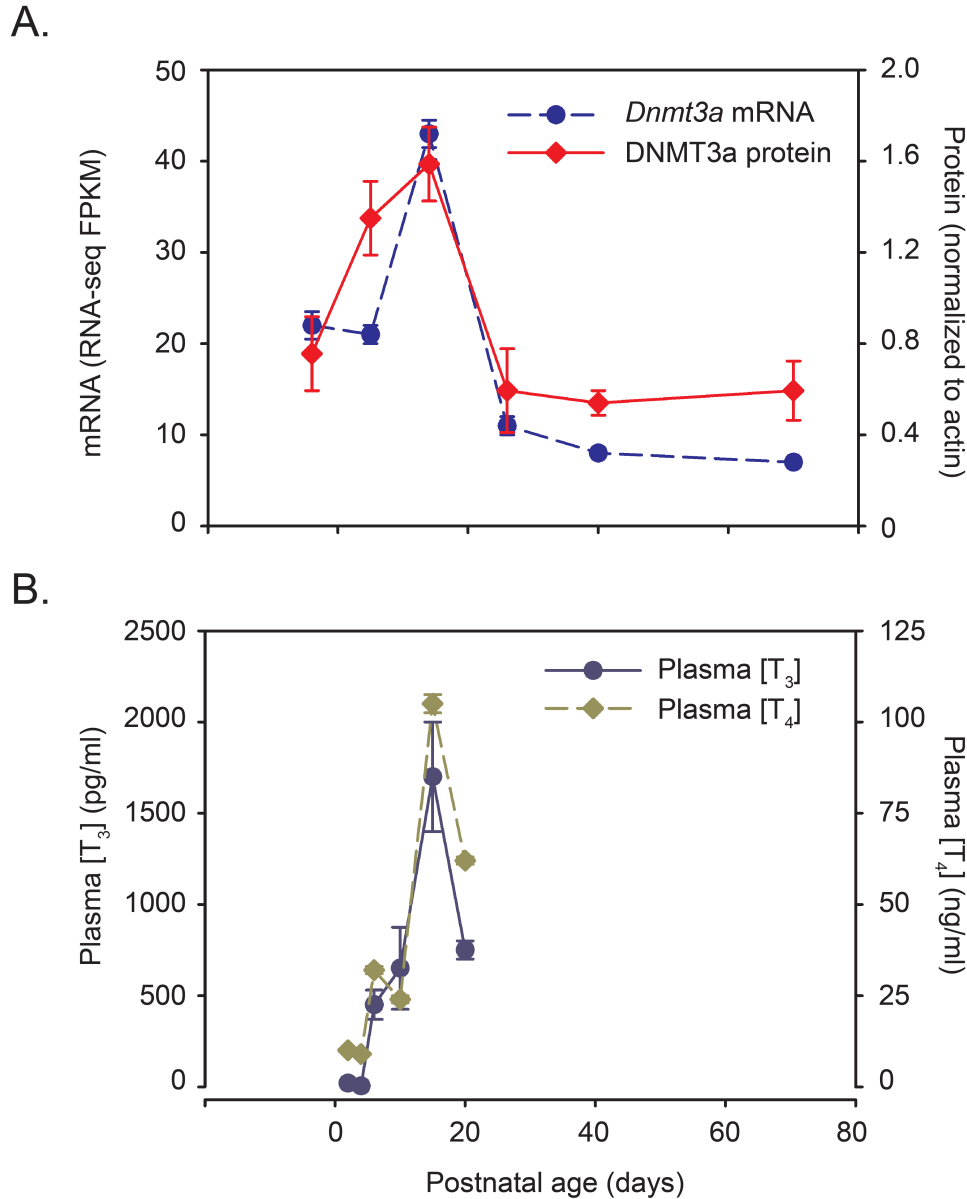 A.
50
40
30
20
10
0
mRNA (RNA-seq FPKM)
Dnmt3a mRNA
DNMT3a protein
2.0
1.6
1.2
0.8
0.4
0
Protein (normalized to actin)
B.
2500
2000
1500
1000
500
0
Plasma [T3] (pg/ml)
Plasma [T3]
Plasma [T4]
125
100
75
50
25
0
Plasma [T4] (ng/ml)
0 20 40 60 80
Postnatal age (days)